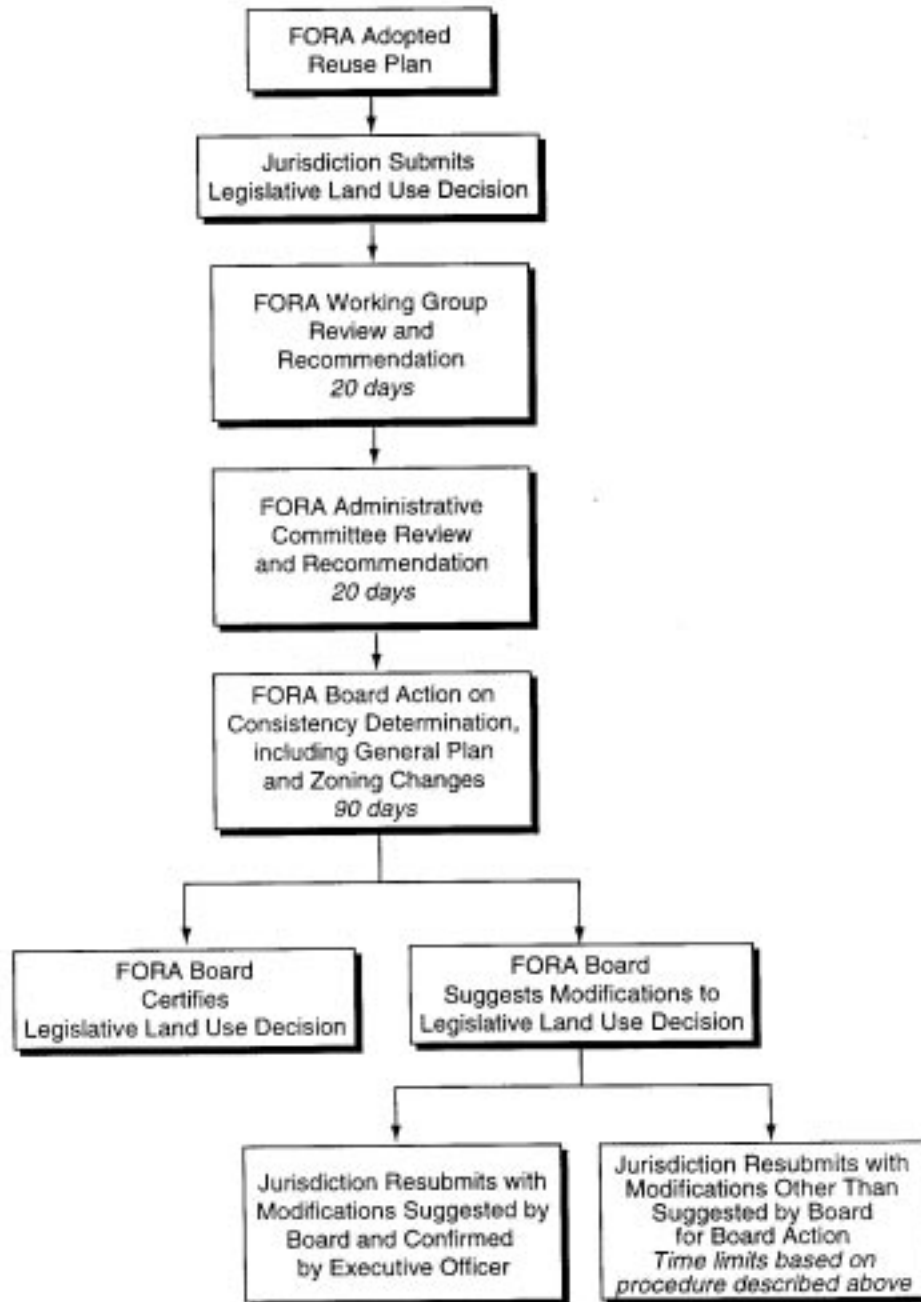 FORA Adopted
Reuse Plan
Jurisdiction Submits
Legislative Land Use Decision
FORA Working Group
Review and
Recommendation
20 days
FORA Administrative
Committee Review
and Recommendation
20 days
FORA Board Action on
Consistency Determination,
including General Plan
and Zoning Changes
90 days
FORA Board
Certifies
Legislative Land Use Decision
FORA Board
Suggests Modifications to
Legislative Land Use Decision
Jurisdiction Resubmits with
Modifications Suggested by
Board and Confirmed
by Executive Officer
Jurisdiction Resubmits with
Modifications Other Than
Suggested by Board
for Board Action
Time limits based on
procedure described above